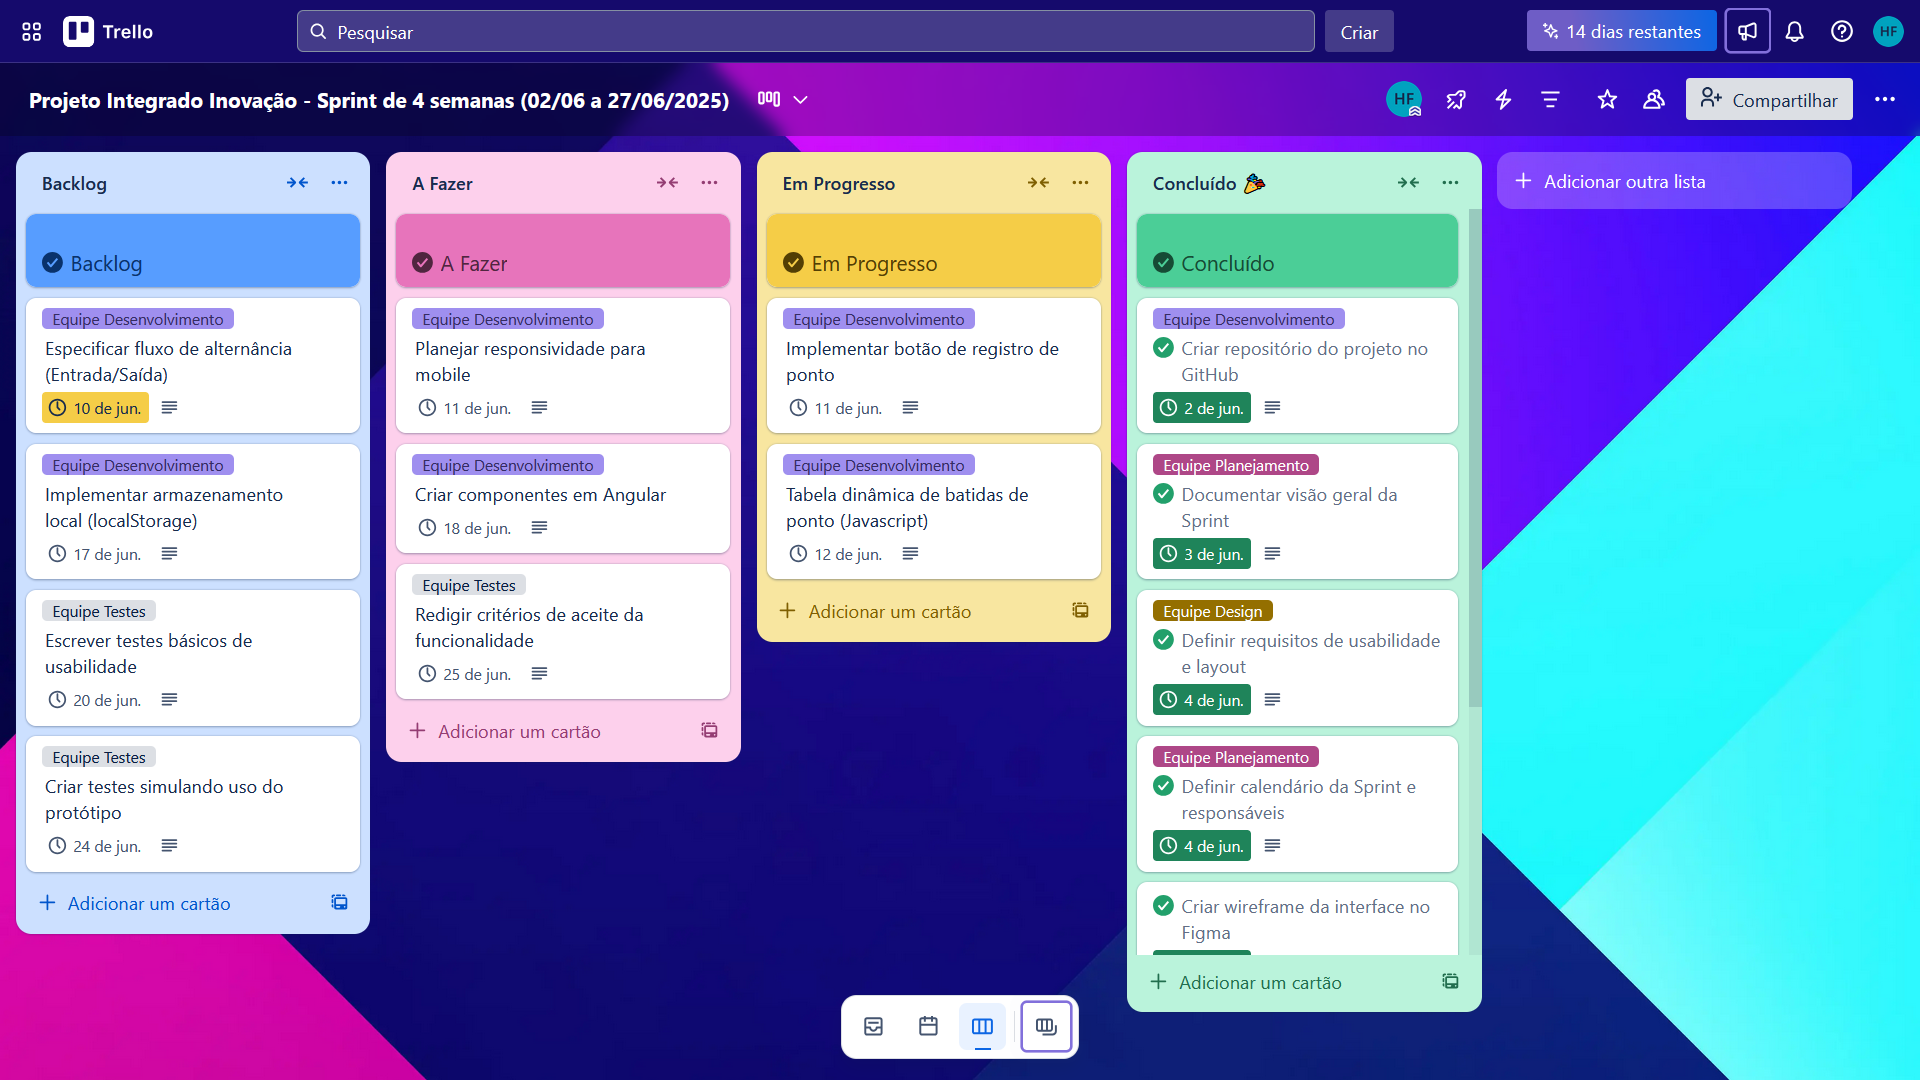 Trello
Pesquisar
Criar
14 dias restantes
HF
Projeto Integrado Inovação - Sprint de 4 semanas (02/06 a 27/06/2025)
HF
Compartilhar
Backlog
Backlog
Equipe Desenvolvimento
Especificar fluxo de alternância
(Entrada/Saída)
10 de jun.
Equipe Desenvolvimento
Implementar armazenamento
local (localStorage)
17 de jun.
Equipe Testes
Escrever testes básicos de
usabilidade
20 de jun.
Equipe Testes
Criar testes simulando uso do
protótipo
24 de jun.
Adicionar um cartão
A Fazer
A Fazer
Equipe Desenvolvimento
Planejar responsividade para
mobile
11 de jun.
Equipe Desenvolvimento
Criar componentes em Angular
18 de jun.
Equipe Testes
Redigir critérios de aceite da
funcionalidade
25 de jun.
Adicionar um cartão
Em Progresso
Em Progresso
Equipe Desenvolvimento
Implementar botão de registro de
ponto
11 de jun.
Equipe Desenvolvimento
Tabela dinâmica de batidas de
ponto (Javascript)
12 de jun.
Adicionar um cartão
Concluído
Concluído
Equipe Desenvolvimento
Criar repositório do projeto no
GitHub
2 de jun.
Equipe Planejamento
Documentar visão geral da
Sprint
3 de jun.
Equipe Design
Definir requisitos de usabilidade
e layout
4 de jun.
Equipe Planejamento
Definir calendário da Sprint e
responsáveis
4 de jun.
Criar wireframe da interface no
Figma
Adicionar um cartão
Adicionar outra lista